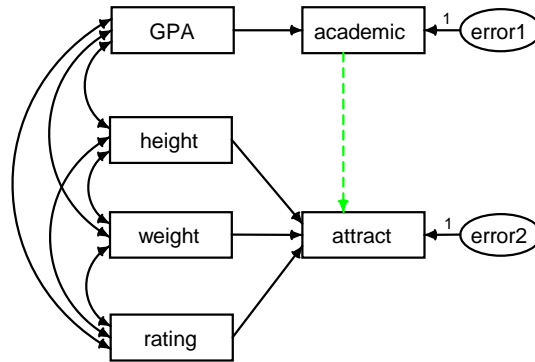 GPA
academic
1
error1
height
weight
attract
1
error2
rating